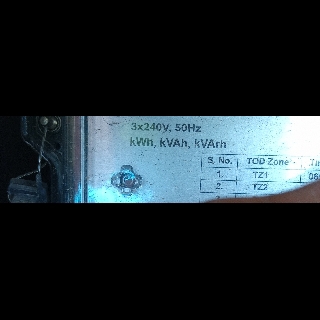 3x240V, 50Hz
kWh, kVAh, kVArh
S. No. TOD Zone
1. TZ1
2. TZ2